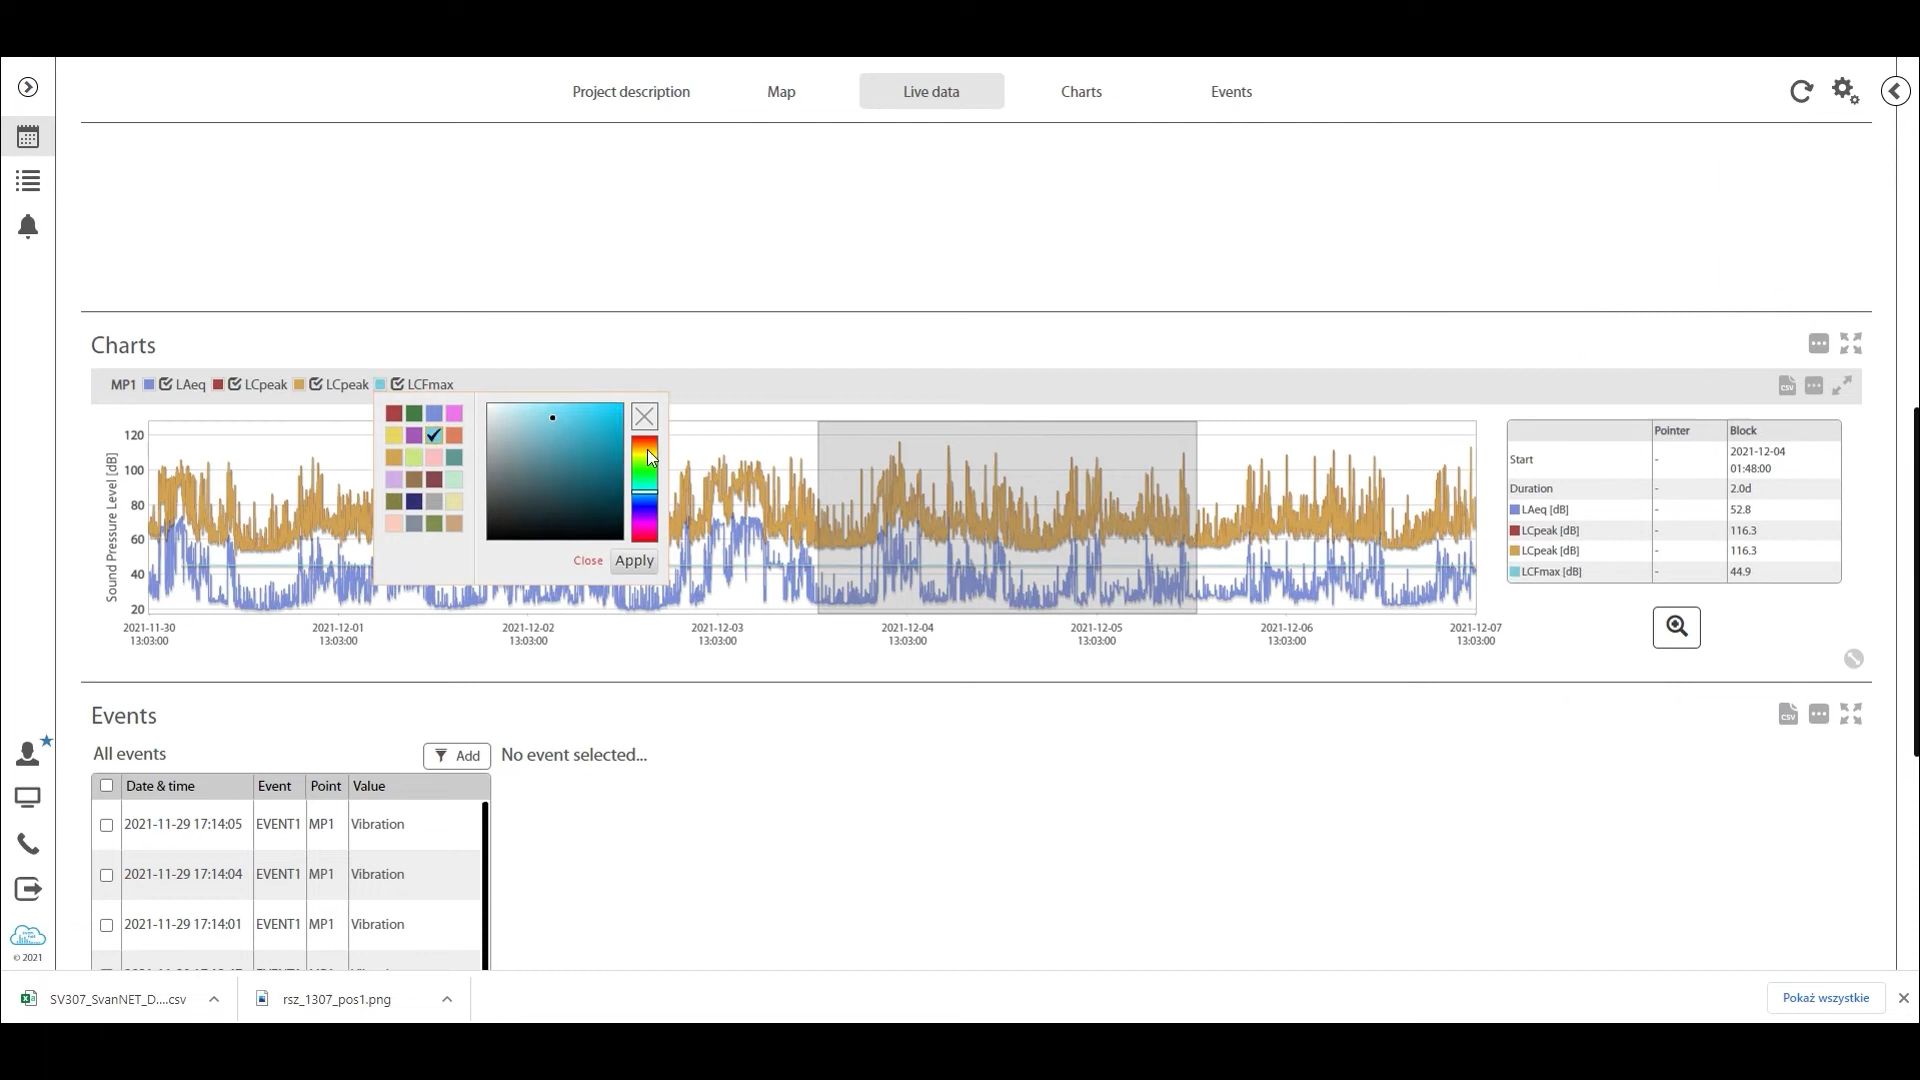 Project description
Map
Live data
Charts
Events
Charts
MP1 LAeq LCpeak LCpeak LCFmax
CSV
Sound Pressure Level [dB]
120
100
80
60
40
20
2021-11-30
13:03:00
2021-12-01
13:03:00
2021-12-02
13:03:00
2021-12-03
13:03:00
2021-12-04
13:03:00
2021-12-05
13:03:00
2021-12-06
13:03:00
2021-12-07
13:03:00
Close Apply
Pointer Block
Start - 2021-12-04
01:48:00
Duration - 2.0d
LAeq [dB] - 52.8
LCpeak [dB] - 116.3
LCpeak [dB] - 116.3
LCFmax [dB] - 44.9
Events
CSV
All events
Add
No event selected...
Date & time Event Point Value
2021-11-29 17:14:05 EVENT1 MP1 Vibration
2021-11-29 17:14:04 EVENT1 MP1 Vibration
2021-11-29 17:14:01 EVENT1 MP1 Vibration
© 2021
SV307_SvanNET_D....csv
rsz_1307_pos1.png
Pokaż wszystkie